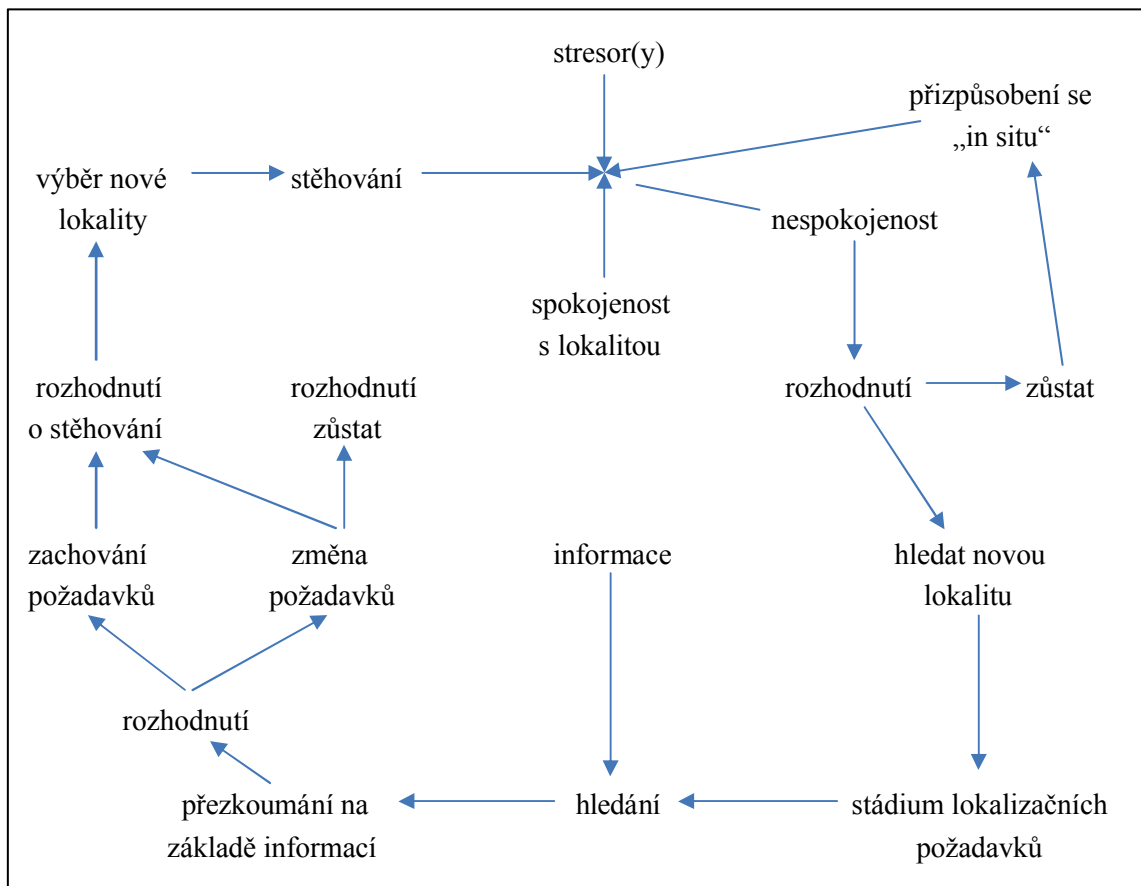 stresor(y)
přizpůsobení se
„in situ“
výběr nové
lokality
stěhování
nespokojenost
spokojenost
s lokalitou
rozhodnutí
o stěhování
rozhodnutí
zůstat
rozhodnutí
zůstat
zachování
požadavků
změna
požadavků
informace
hledat novou
lokalitu
rozhodnutí
přezkoumání na
základě informací
hledání
stádium lokalizačních
požadavků